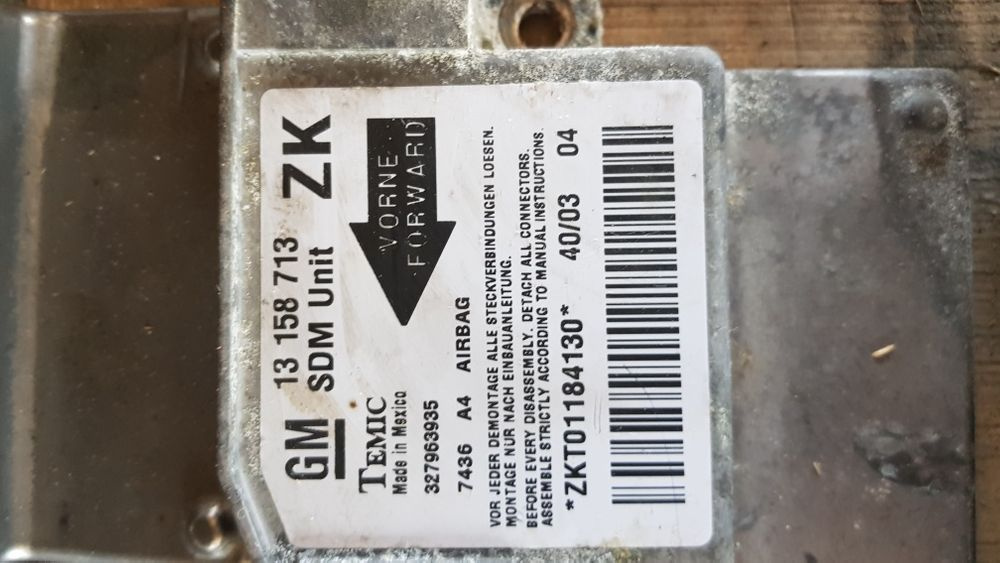 GM 13 158 713
SDM Unit ZK
TEMIC
Made in Mexico
VORNE
FORWARD
327963935
7436 A4 AIRBAG
VOR JEDER DEMONTAGE ALLE STECKVERBINDUNGEN LOESEN.
MONTAGE NUR NACH EINBAUANLEITUNG.
BEFORE EVERY DISASSEMBLY. DETACH ALL CONNECTORS.
ASSEMBLE STRICTLY ACCORDING TO MANUAL INSTRUCTIONS.
*ZKT01184130* 40/03 04